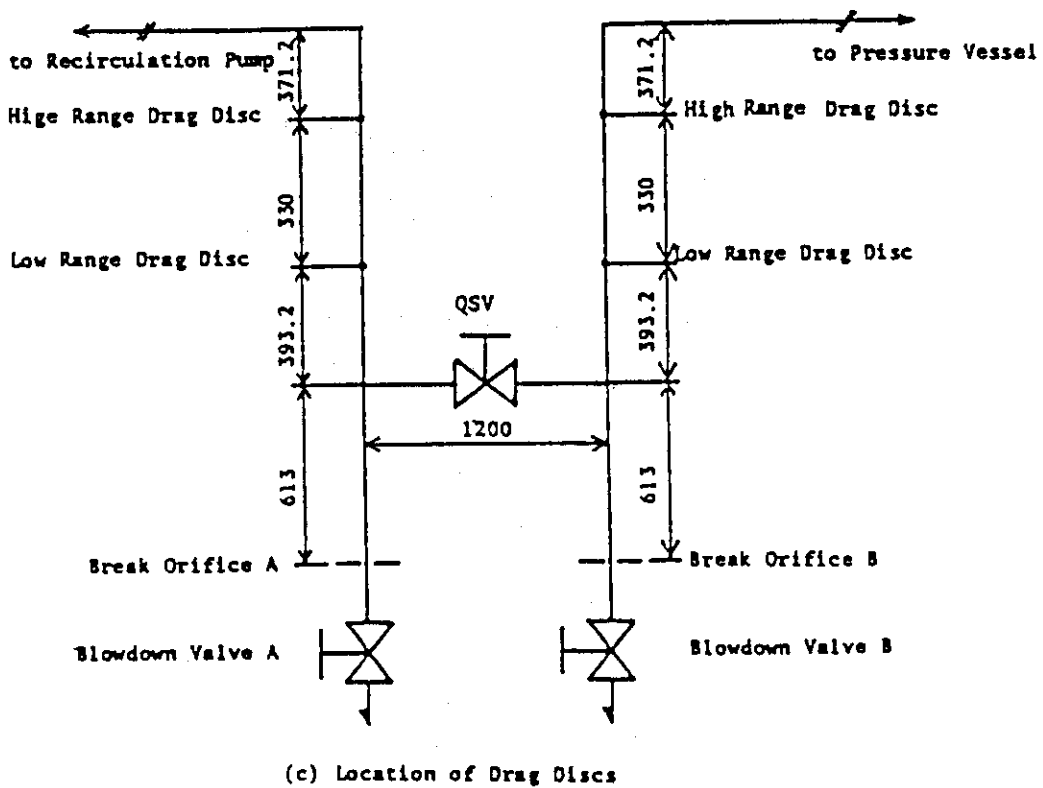 to Recirculation Pump
to Pressure Vessel
371.2
371.2
Hige Range Drag Disc
High Range Drag Disc
330
330
Low Range Drag Disc
Low Range Drag Disc
393.2
QSV
393.2
1200
613
613
Break Orifice A
Break Orifice B
Blowdown Valve A
Blowdown Valve B
(c) Location of Drag Discs